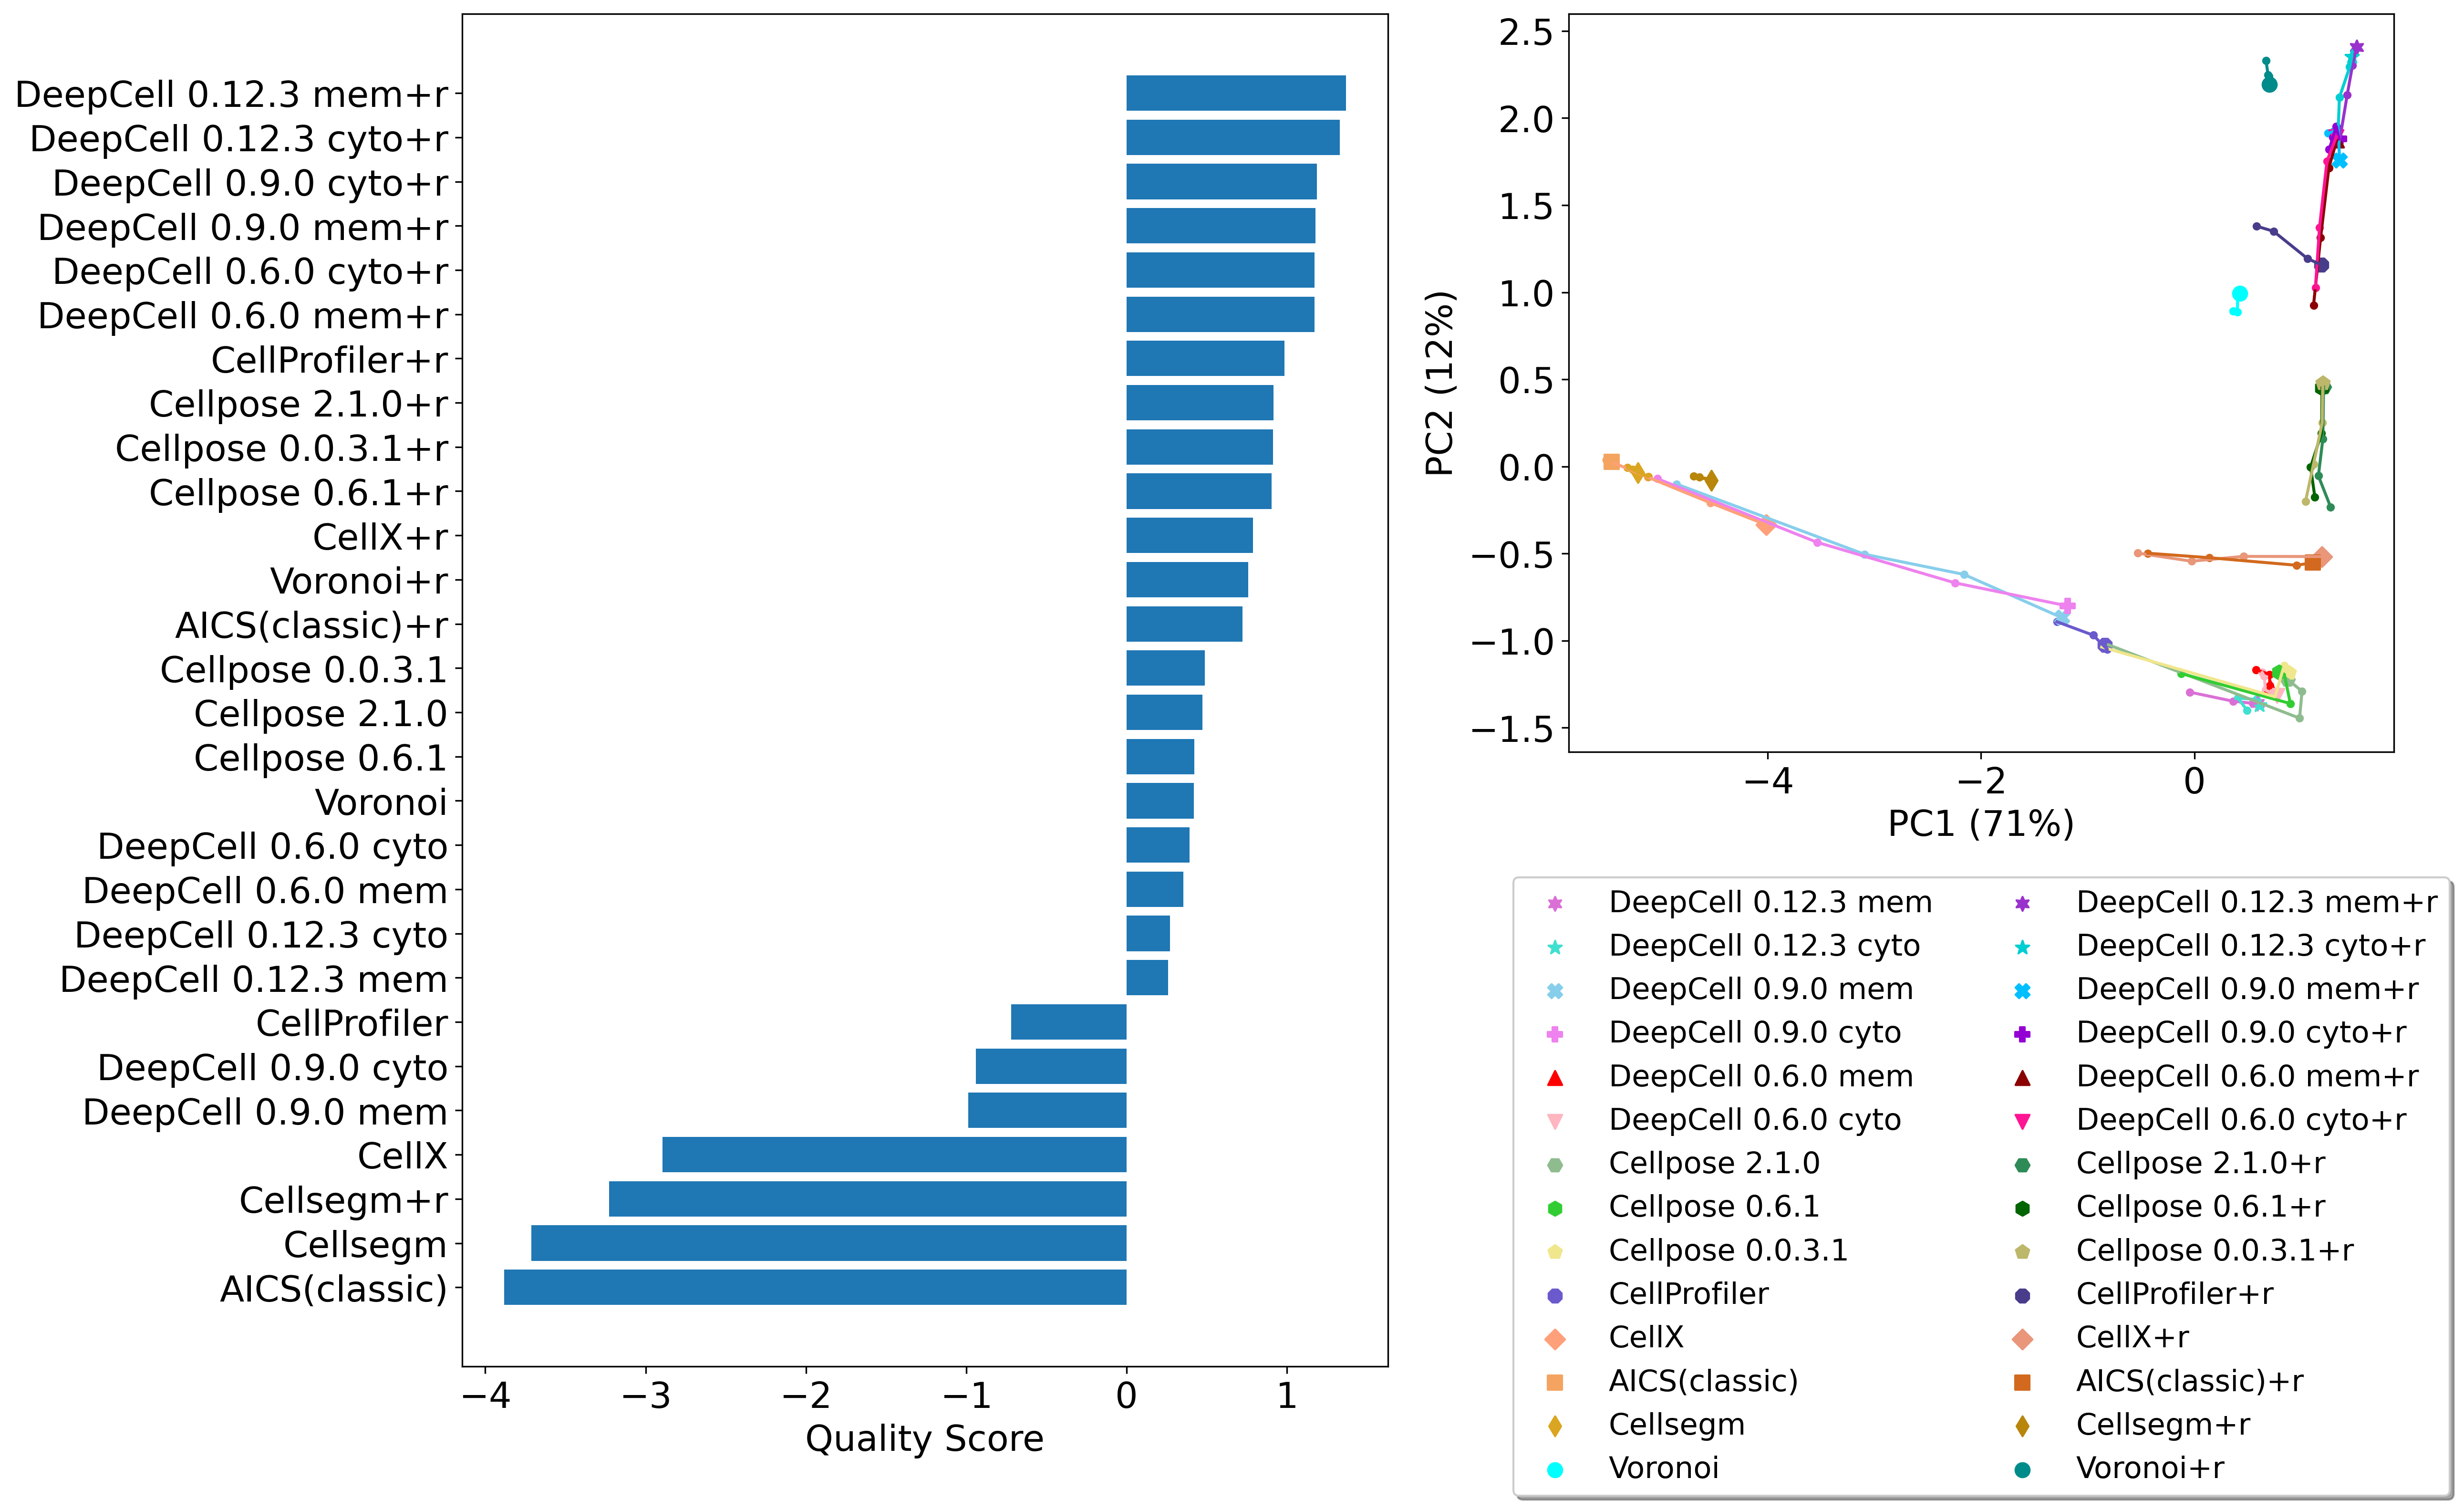 DeepCell 0.12.3 mem+r
DeepCell 0.12.3 cyto+r
DeepCell 0.9.0 cyto+r
DeepCell 0.9.0 mem+r
DeepCell 0.6.0 cyto+r
DeepCell 0.6.0 mem+r
CellProfiler+r
Cellpose 2.1.0+r
Cellpose 0.0.3.1+r
Cellpose 0.6.1+r
CellX+r
Voronoi+r
AICS(classic)+r
Cellpose 0.0.3.1
Cellpose 2.1.0
Cellpose 0.6.1
Voronoi
DeepCell 0.6.0 cyto
DeepCell 0.6.0 mem
DeepCell 0.12.3 cyto
DeepCell 0.12.3 mem
CellProfiler
DeepCell 0.9.0 cyto
DeepCell 0.9.0 mem
CellX
Cellsegm+r
Cellsegm
AICS(classic)
−4 −3 −2 −1 0 1
Quality Score
PC2 (12%)
2.5
2.0
1.5
1.0
0.5
0.0
−0.5
−1.0
−1.5
−4 −2 0
PC1 (71%)
DeepCell 0.12.3 mem
DeepCell 0.12.3 cyto
DeepCell 0.9.0 mem
DeepCell 0.9.0 cyto
DeepCell 0.6.0 mem
DeepCell 0.6.0 cyto
Cellpose 2.1.0
Cellpose 0.6.1
Cellpose 0.0.3.1
CellProfiler
CellX
AICS(classic)
Cellsegm
Voronoi
DeepCell 0.12.3 mem+r
DeepCell 0.12.3 cyto+r
DeepCell 0.9.0 mem+r
DeepCell 0.9.0 cyto+r
DeepCell 0.6.0 mem+r
DeepCell 0.6.0 cyto+r
Cellpose 2.1.0+r
Cellpose 0.6.1+r
Cellpose 0.0.3.1+r
CellProfiler+r
CellX+r
AICS(classic)+r
Cellsegm+r
Voronoi+r